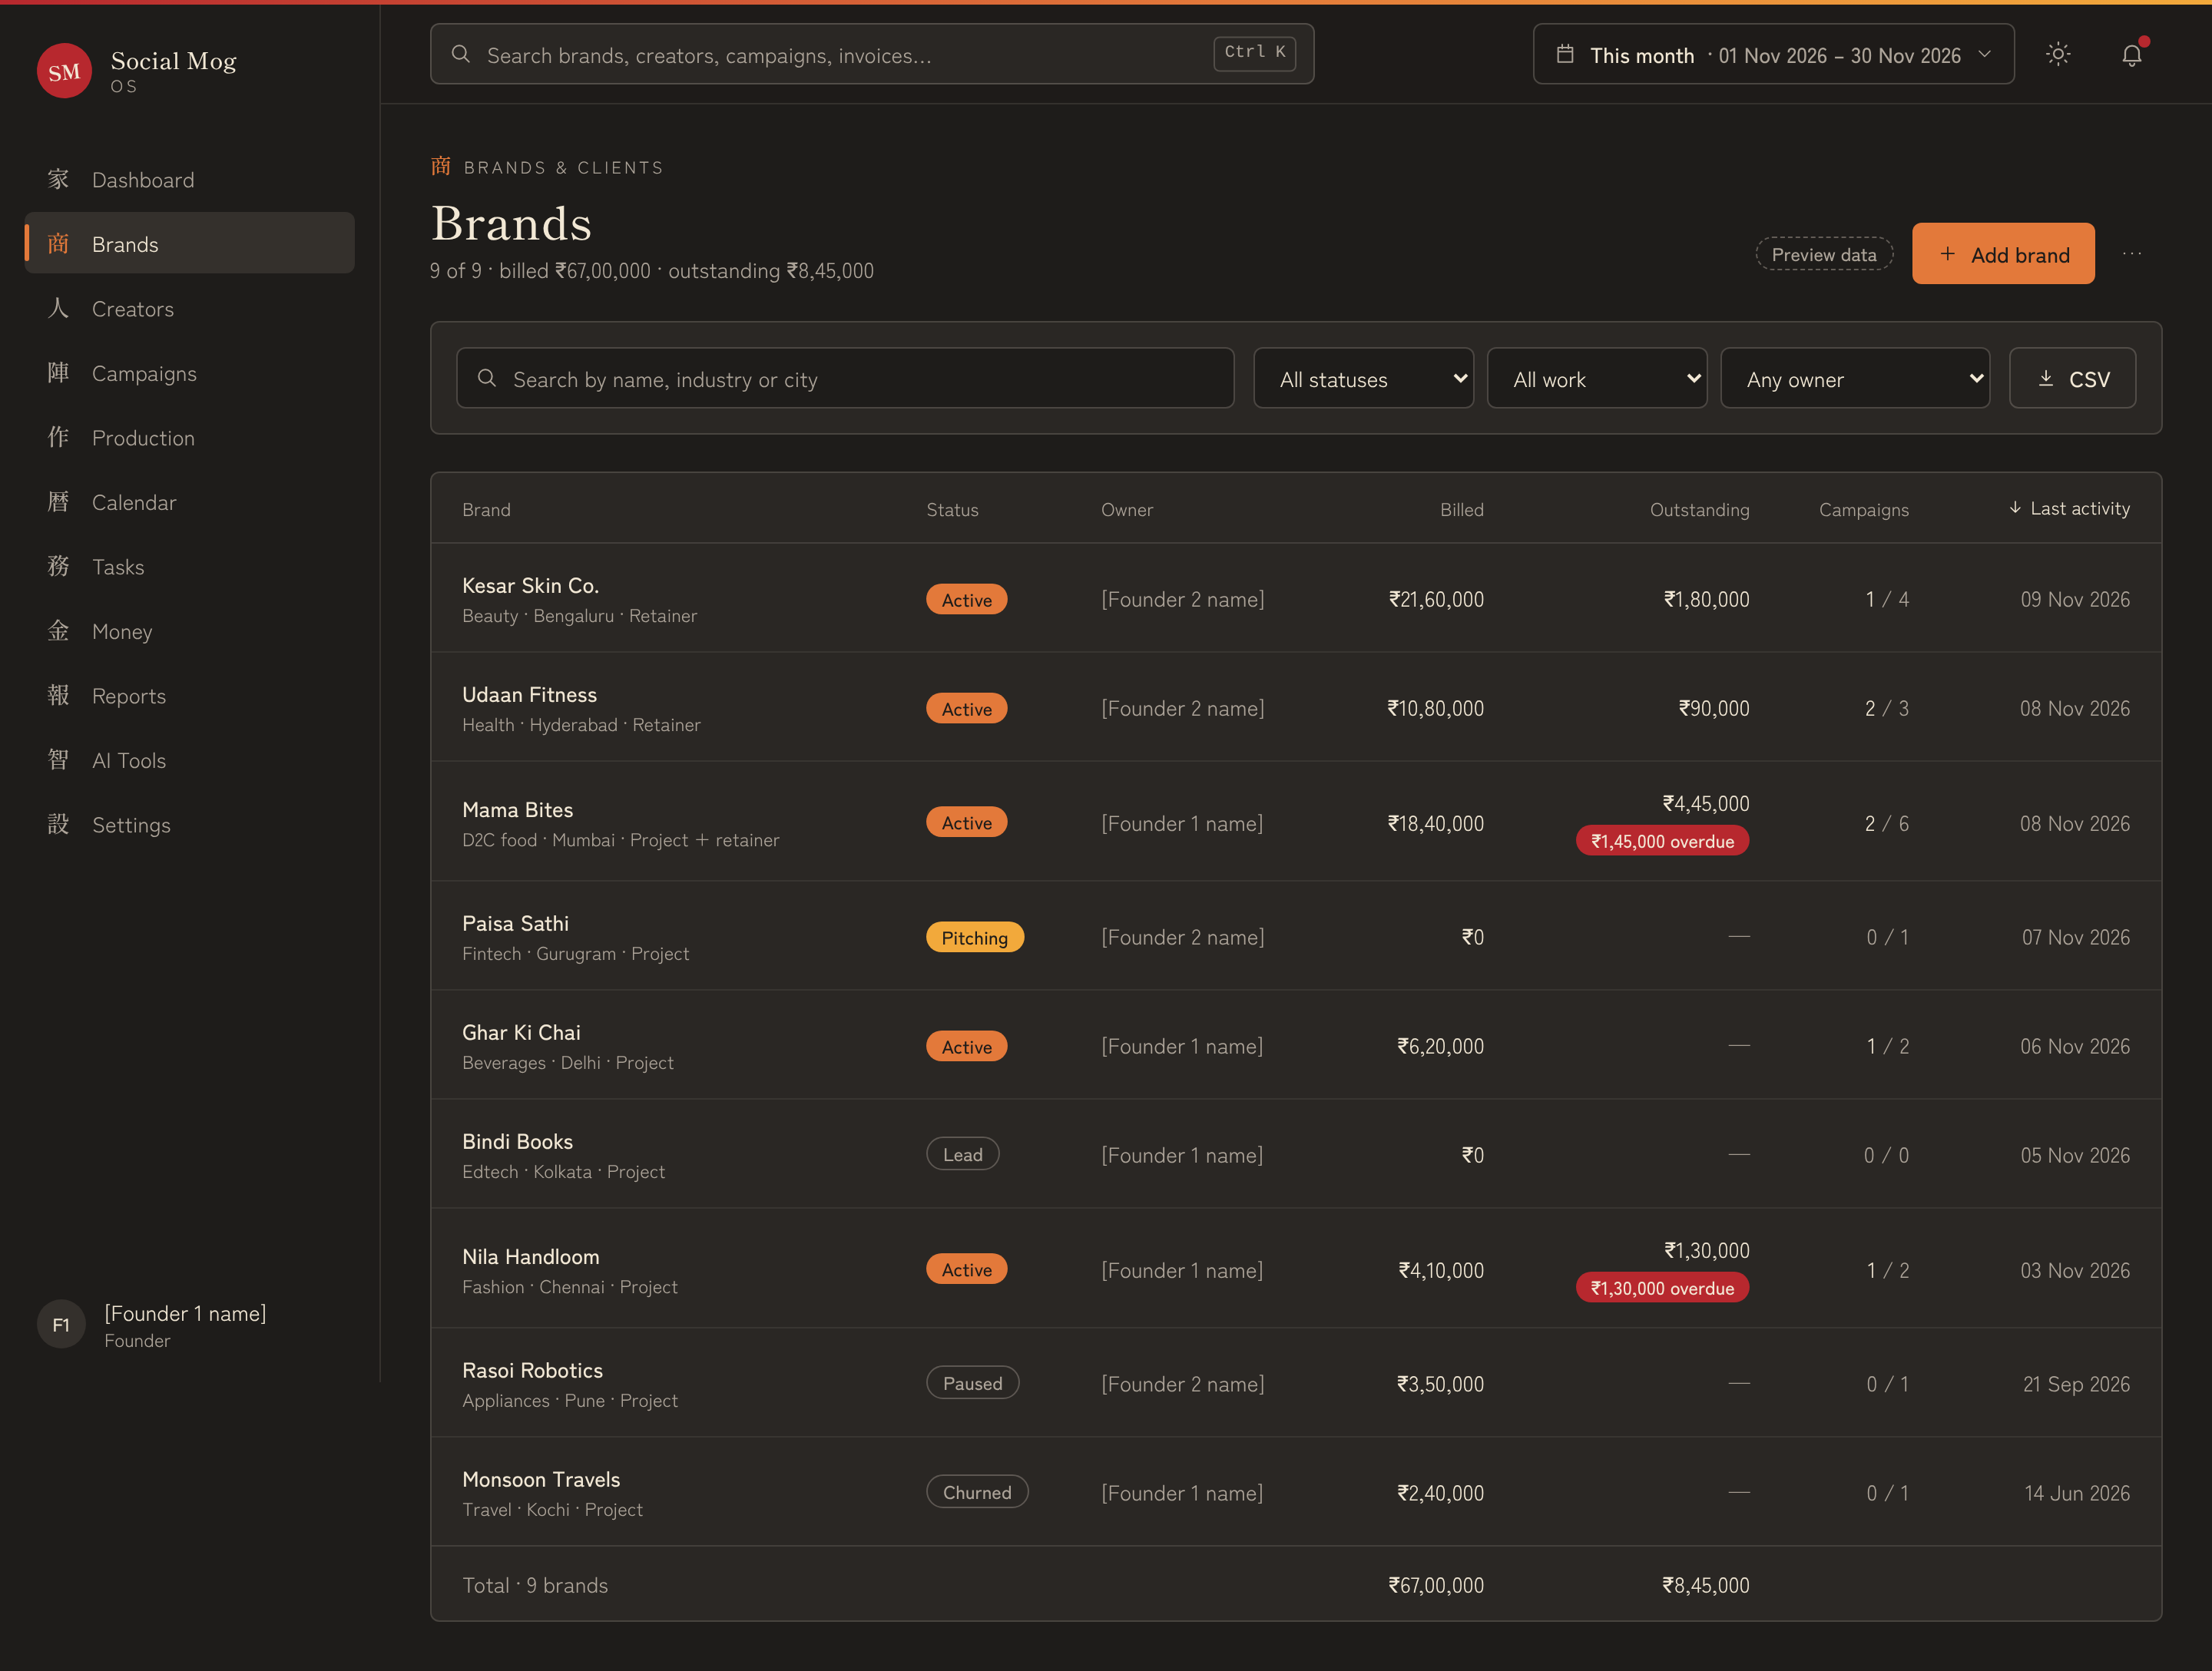 SM
Social Mog
OS
Search brands, creators, campaigns, invoices...
Ctrl K
This month · 01 Nov 2026 – 30 Nov 2026
家 Dashboard
商 Brands
人 Creators
陣 Campaigns
作 Production
暦 Calendar
務 Tasks
金 Money
報 Reports
智 AI Tools
設 Settings
F1
[Founder 1 name]
Founder
商 BRANDS & CLIENTS
Brands
9 of 9 · billed ₹67,00,000 · outstanding ₹8,45,000
Preview data
+ Add brand
...
Search by name, industry or city
All statuses
All work
Any owner
CSV
Brand Status Owner Billed Outstanding Campaigns ↓ Last activity
Kesar Skin Co.
Beauty · Bengaluru · Retainer
Active [Founder 2 name] ₹21,60,000 ₹1,80,000 1 / 4 09 Nov 2026
Udaan Fitness
Health · Hyderabad · Retainer
Active [Founder 2 name] ₹10,80,000 ₹90,000 2 / 3 08 Nov 2026
Mama Bites
D2C food · Mumbai · Project + retainer
Active [Founder 1 name] ₹18,40,000 ₹4,45,000 2 / 6 08 Nov 2026
₹1,45,000 overdue
Paisa Sathi
Fintech · Gurugram · Project
Pitching [Founder 2 name] ₹0 — 0 / 1 07 Nov 2026
Ghar Ki Chai
Beverages · Delhi · Project
Active [Founder 1 name] ₹6,20,000 — 1 / 2 06 Nov 2026
Bindi Books
Edtech · Kolkata · Project
Lead [Founder 1 name] ₹0 — 0 / 0 05 Nov 2026
Nila Handloom
Fashion · Chennai · Project
Active [Founder 1 name] ₹4,10,000 ₹1,30,000 1 / 2 03 Nov 2026
₹1,30,000 overdue
Rasoi Robotics
Appliances · Pune · Project
Paused [Founder 2 name] ₹3,50,000 — 0 / 1 21 Sep 2026
Monsoon Travels
Travel · Kochi · Project
Churned [Founder 1 name] ₹2,40,000 — 0 / 1 14 Jun 2026
Total · 9 brands ₹67,00,000 ₹8,45,000